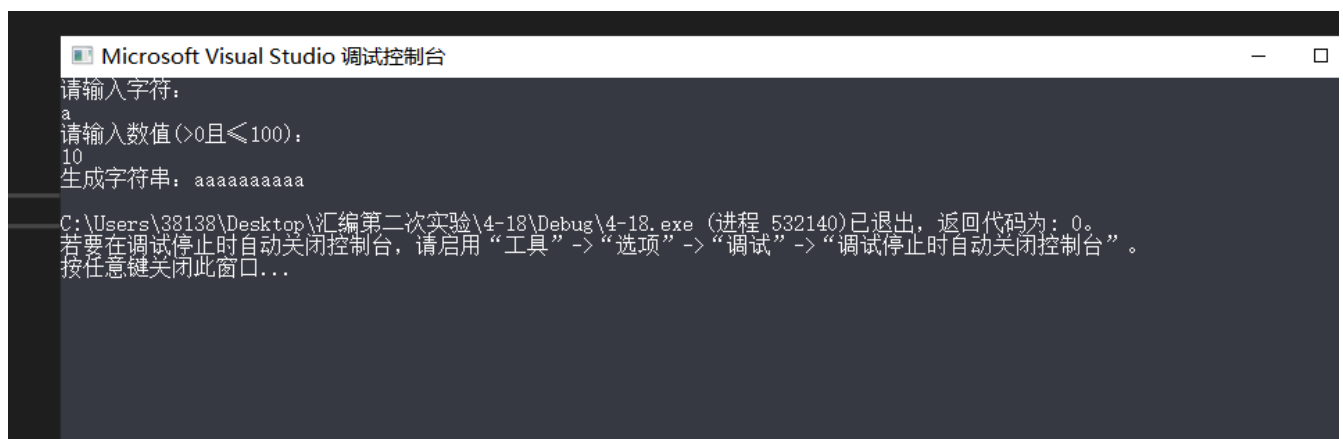 Microsoft Visual Studio 调试控制台
请输入字符：
a
请输入数值(>0且≤100)：
10
生成字符串：aaaaaaaaaa
C:\Users\38138\Desktop\汇编第二次实验\4-18\Debug\4-18.exe (进程 532140)已退出，返回代码为: 0。
若要在调试停止时自动关闭控制台，请启用“工具”->“选项”->“调试”->“调试停止时自动关闭控制台”。
按任意键关闭此窗口...